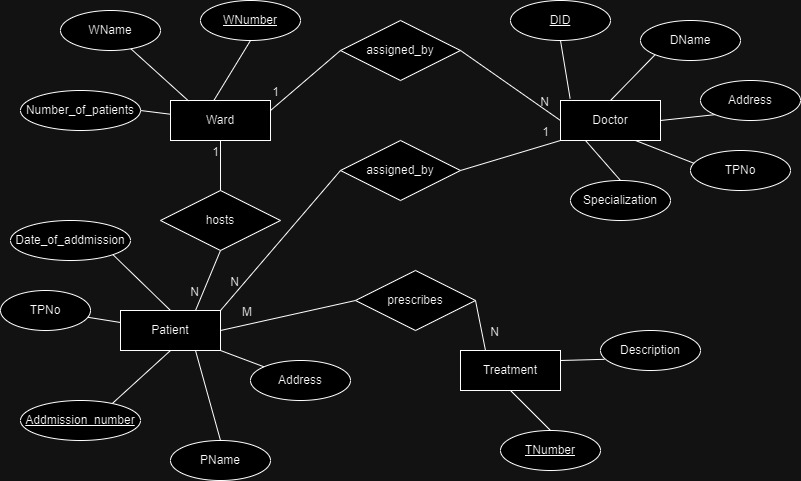 WName
WNumber
DID
DName
assigned_by
Number_of_patients
1
N
Address
Ward
Doctor
1
1
assigned_by
TPNo
Specialization
hosts
Date_of_addmission
N
N
TPNo
M
prescribes
Patient
N
Description
Treatment
Address
Addmission_number
TNumber
PName